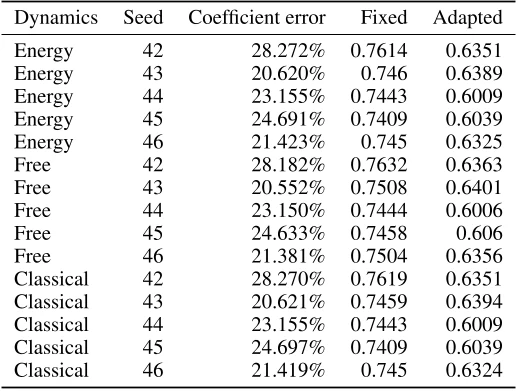 Dynamics Seed Coefficient error Fixed Adapted
Energy 42 28.272% 0.7614 0.6351
Energy 43 20.620% 0.746 0.6389
Energy 44 23.155% 0.7443 0.6009
Energy 45 24.691% 0.7409 0.6039
Energy 46 21.423% 0.745 0.6325
Free 42 28.182% 0.7632 0.6363
Free 43 20.552% 0.7508 0.6401
Free 44 23.150% 0.7444 0.6006
Free 45 24.633% 0.7458 0.606
Free 46 21.381% 0.7504 0.6356
Classical 42 28.270% 0.7619 0.6351
Classical 43 20.621% 0.7459 0.6394
Classical 44 23.155% 0.7443 0.6009
Classical 45 24.697% 0.7409 0.6039
Classical 46 21.419% 0.745 0.6324